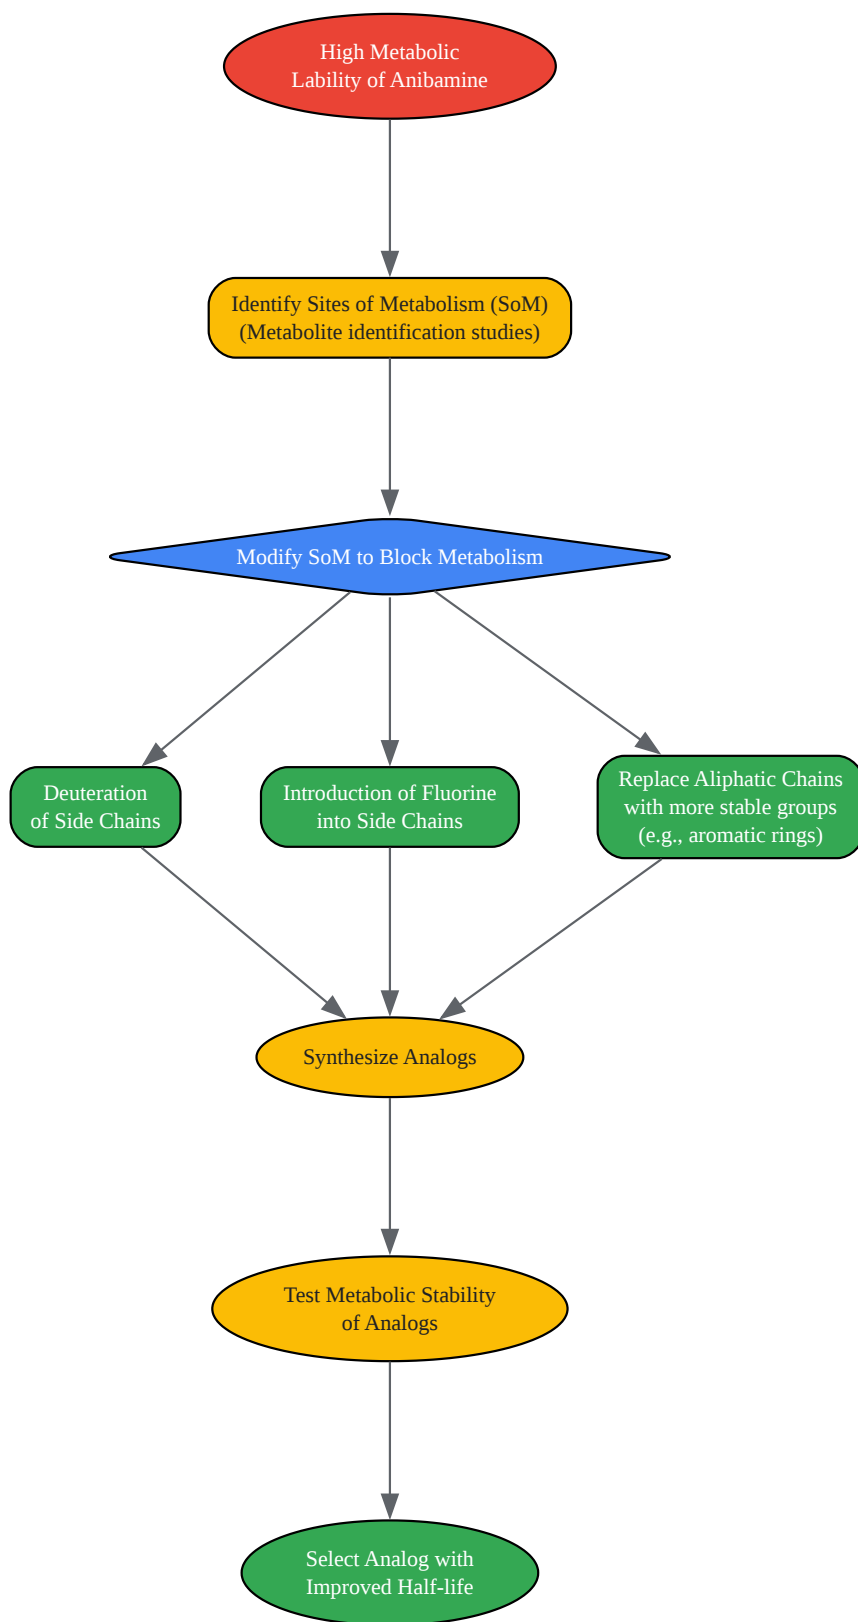 High Metabolic
Lability of Anibamine
Identify Sites of Metabolism (SoM)
(Metabolite identification studies)
Modify SoM to Block Metabolism
Deuteration
of Side Chains
Introduction of Fluorine
into Side Chains
Replace Aliphatic Chains
with more stable groups
(e.g., aromatic rings)
Synthesize Analogs
Test Metabolic Stability
of Analogs
Select Analog with
Improved Half-life